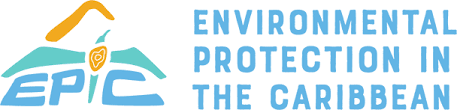 EPIC
ENVIRONMENTAL
PROTECTION IN
THE CARIBBEAN